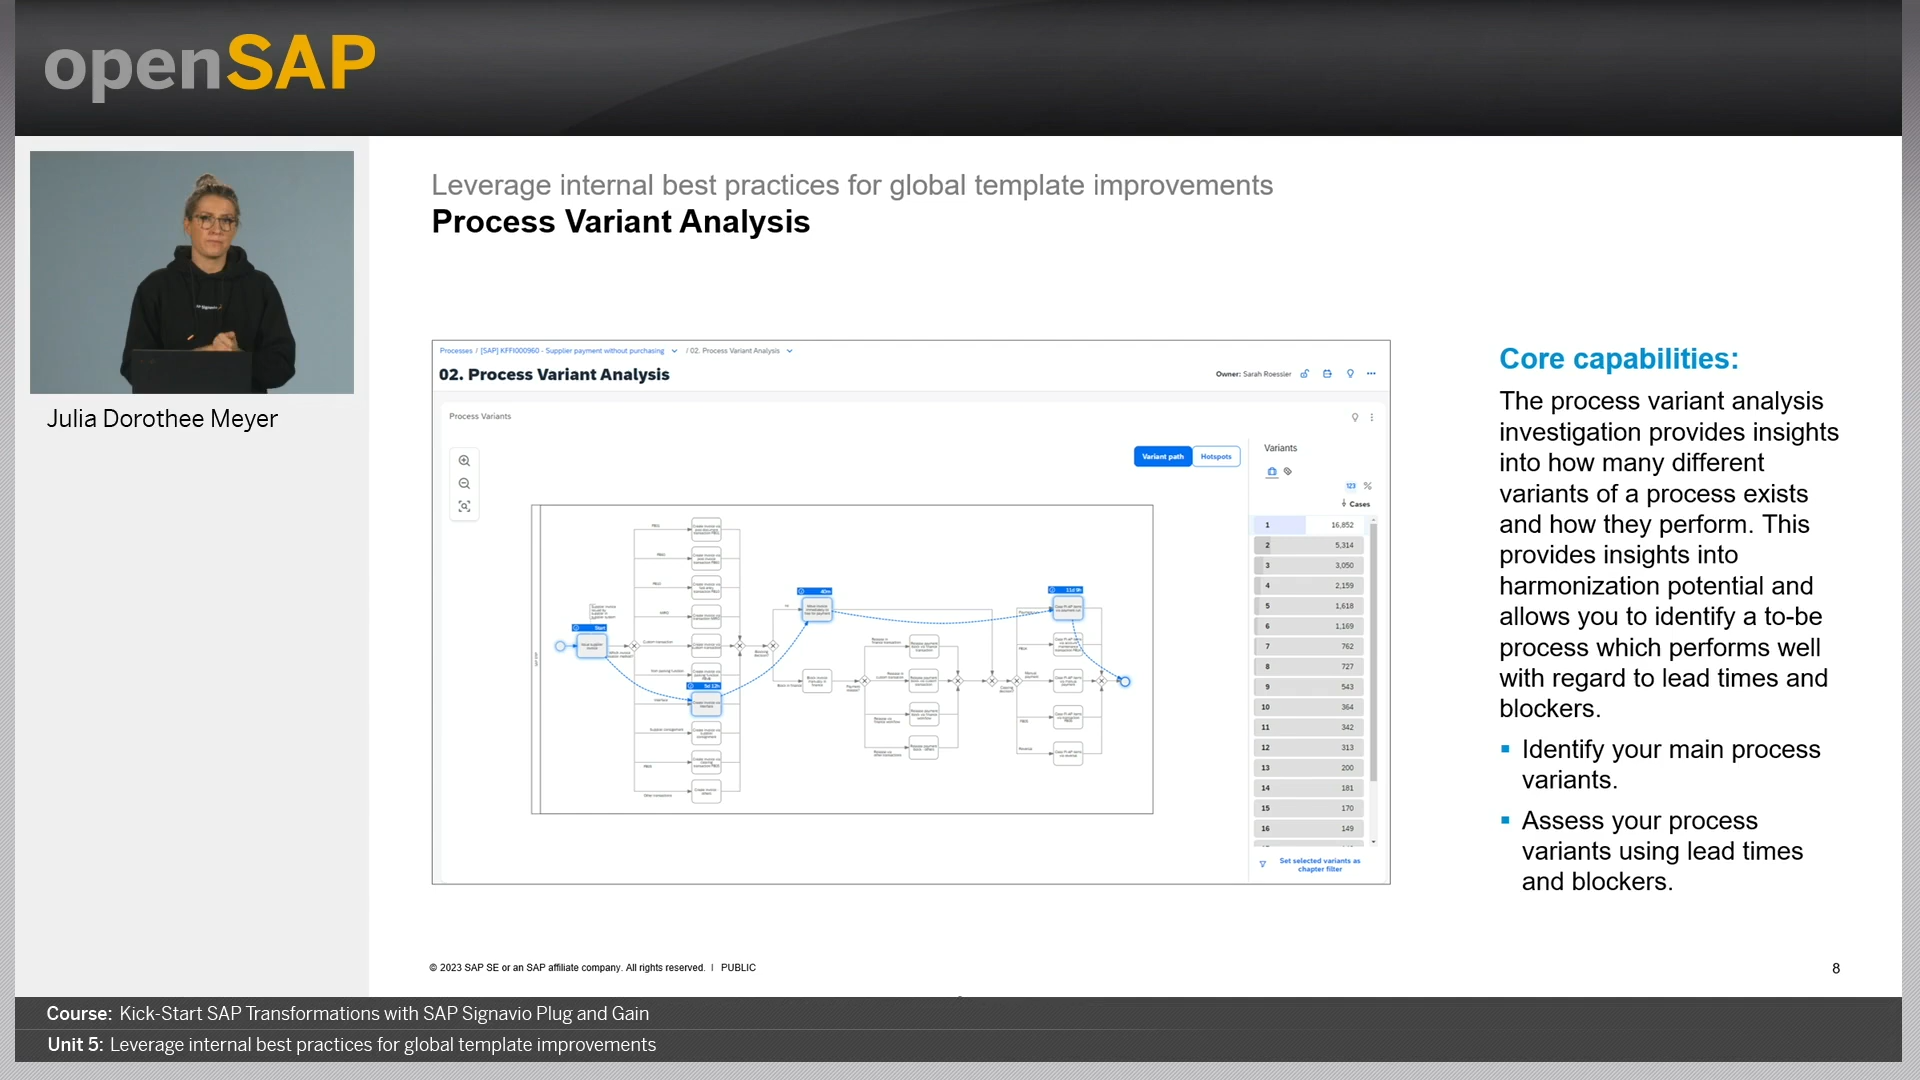 openSAP
Julia Dorothee Meyer
Leverage internal best practices for global template improvements
Process Variant Analysis
Processes / [SAP] KFFI000960 - Supplier payment without purchasing / 02. Process Variant Analysis
02. Process Variant Analysis
Owner: Sarah Roessler
Process Variants
Variant path
Hotspots
Variants
123 %
Cases
1 16,852
2 5,314
3 3,050
4 2,159
5 1,618
6 1,169
7 762
8 727
9 543
10 364
11 342
12 313
13 200
14 181
15 170
16 149
Set selected variants as
chapter filter
Start
40m
5d 12h
11d 9h
Core capabilities:
The process variant analysis
investigation provides insights
into how many different
variants of a process exists
and how they perform. This
provides insights into
harmonization potential and
allows you to identify a to-be
process which performs well
with regard to lead times and
blockers.
Identify your main process
variants.
Assess your process
variants using lead times
and blockers.
© 2023 SAP SE or an SAP affiliate company. All rights reserved. | PUBLIC
8
Course: Kick-Start SAP Transformations with SAP Signavio Plug and Gain
Unit 5: Leverage internal best practices for global template improvements